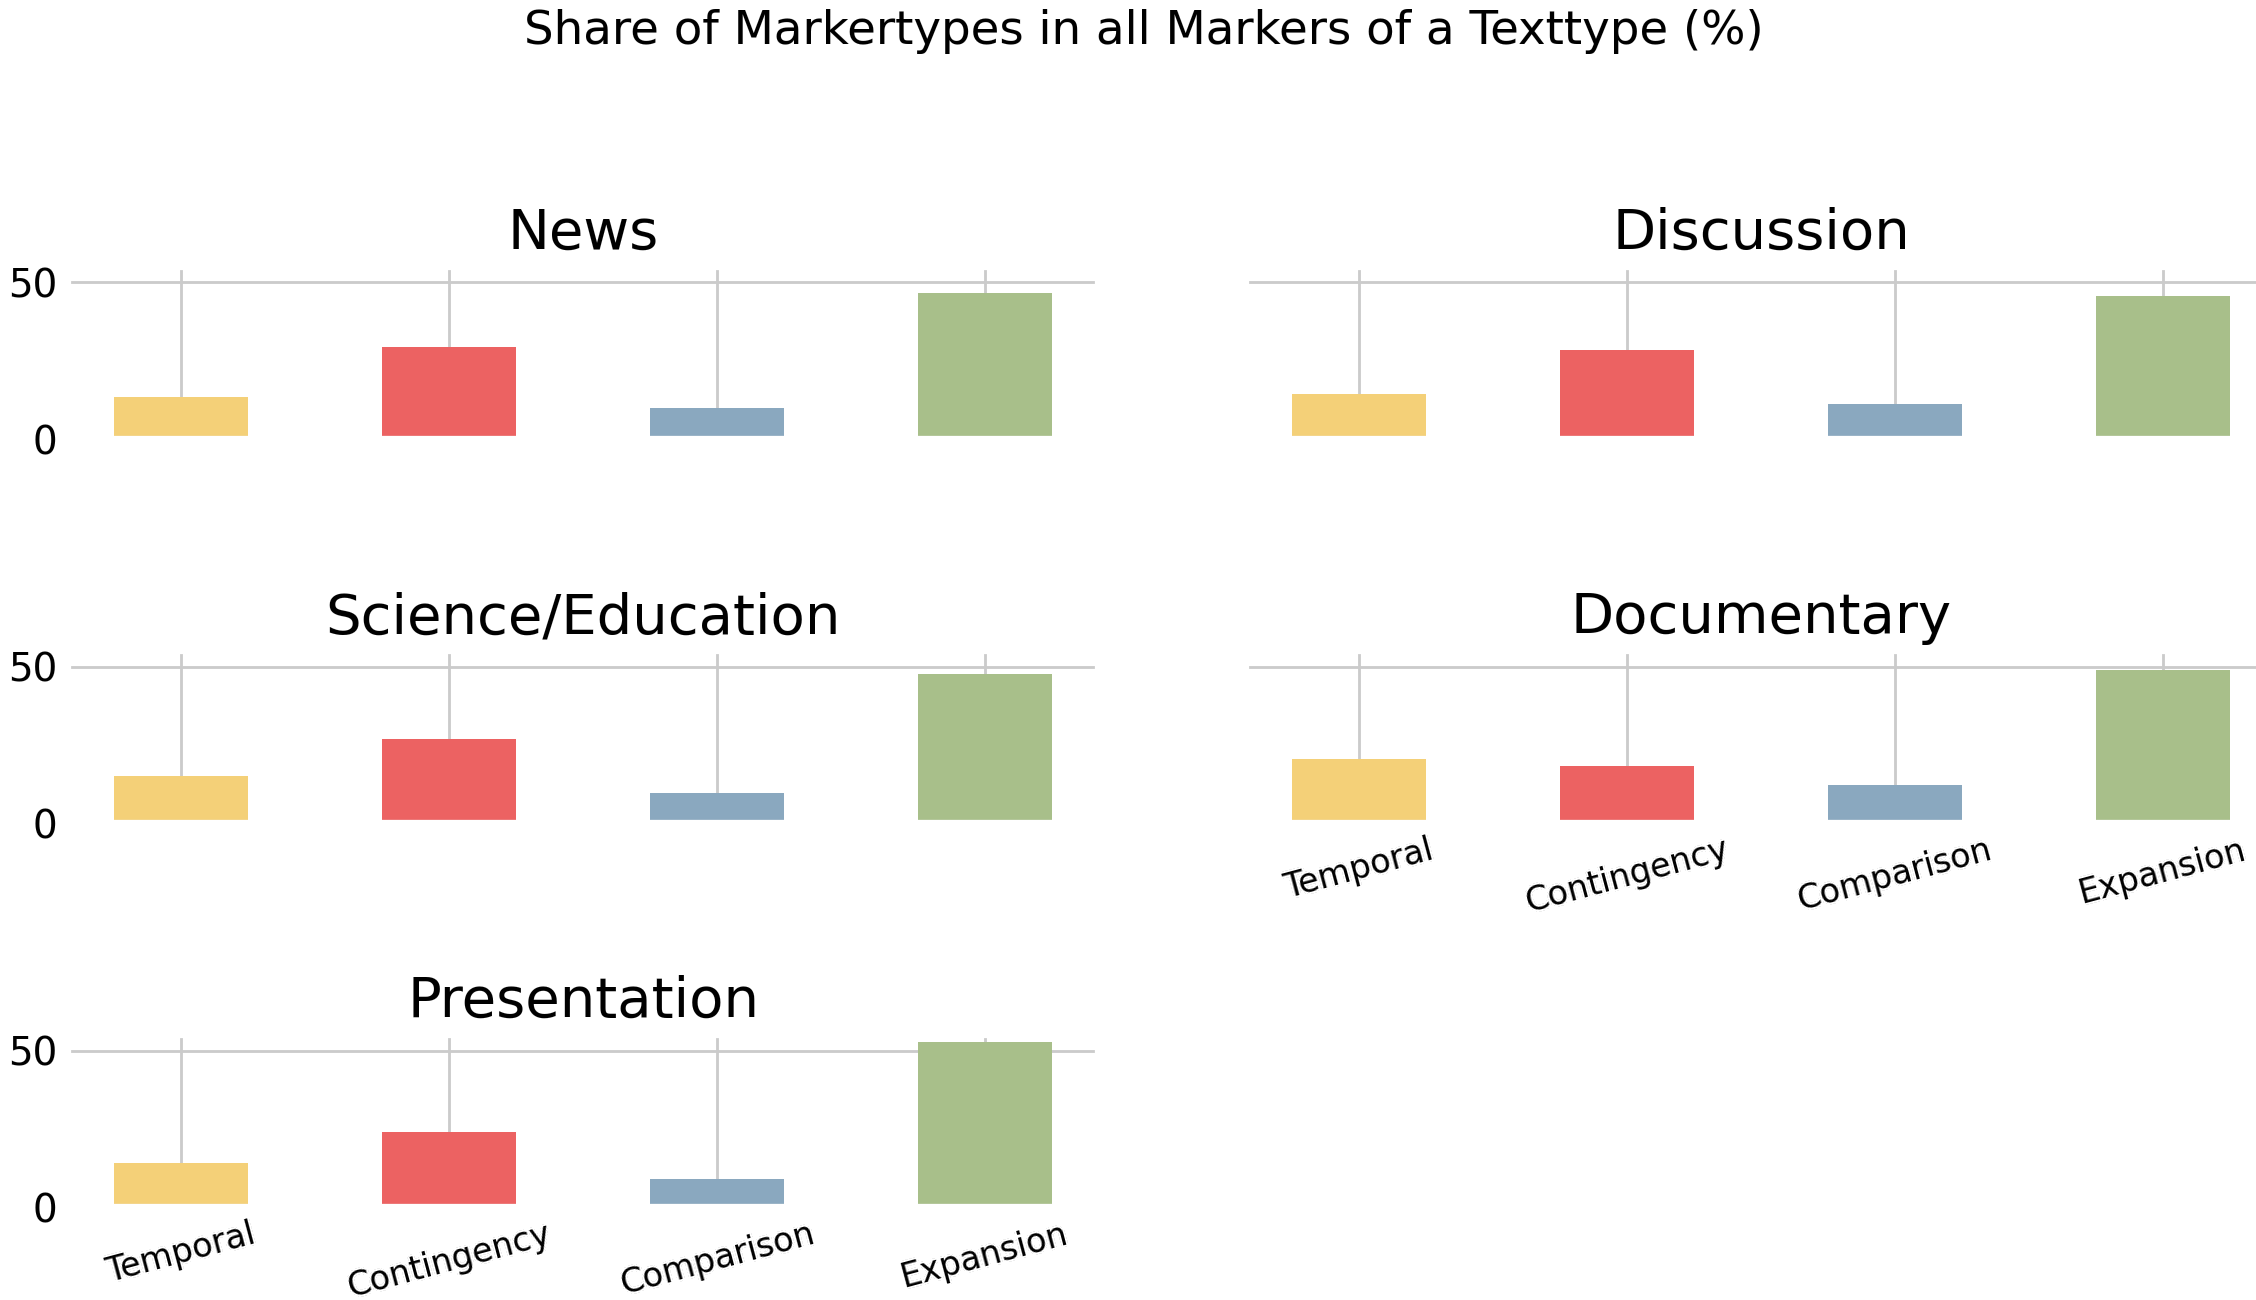 Share of Markertypes in all Markers of a Texttype (%)
News
50
0
Discussion
Science/Education
50
0
Documentary
Temporal
Contingency
Comparison
Expansion
Presentation
50
0
Temporal
Contingency
Comparison
Expansion